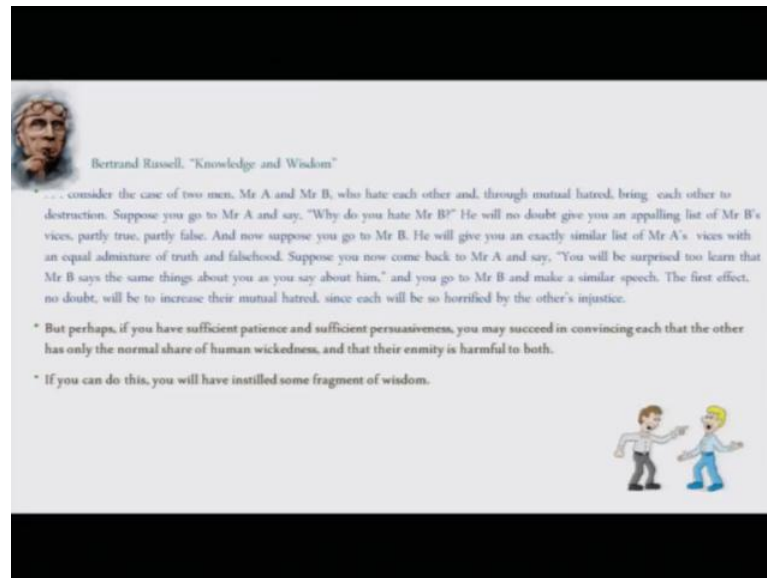 Bertrand Russell, "Knowledge and Wisdom"
. . . consider the case of two men, Mr A and Mr B, who hate each other and, through mutual hatred, bring each other to
destruction. Suppose you go to Mr A and say, "Why do you hate Mr B?" He will no doubt give you an appalling list of Mr B's
vices, partly true, partly false. And now suppose you go to Mr B. He will give you an exactly similar list of Mr A's vices with
an equal admixture of truth and falsehood. Suppose you now come back to Mr A and say, "You will be surprised too learn that
Mr B says the same things about you as you say about him," and you go to Mr B and make a similar speech. The first effect,
no doubt, will be to increase their mutual hatred, since each will be so horrified by the other's injustice.
* But perhaps, if you have sufficient patience and sufficient persuasiveness, you may succeed in convincing each that the other
has only the normal share of human wickedness, and that their enmity is harmful to both.
* If you can do this, you will have instilled some fragment of wisdom.